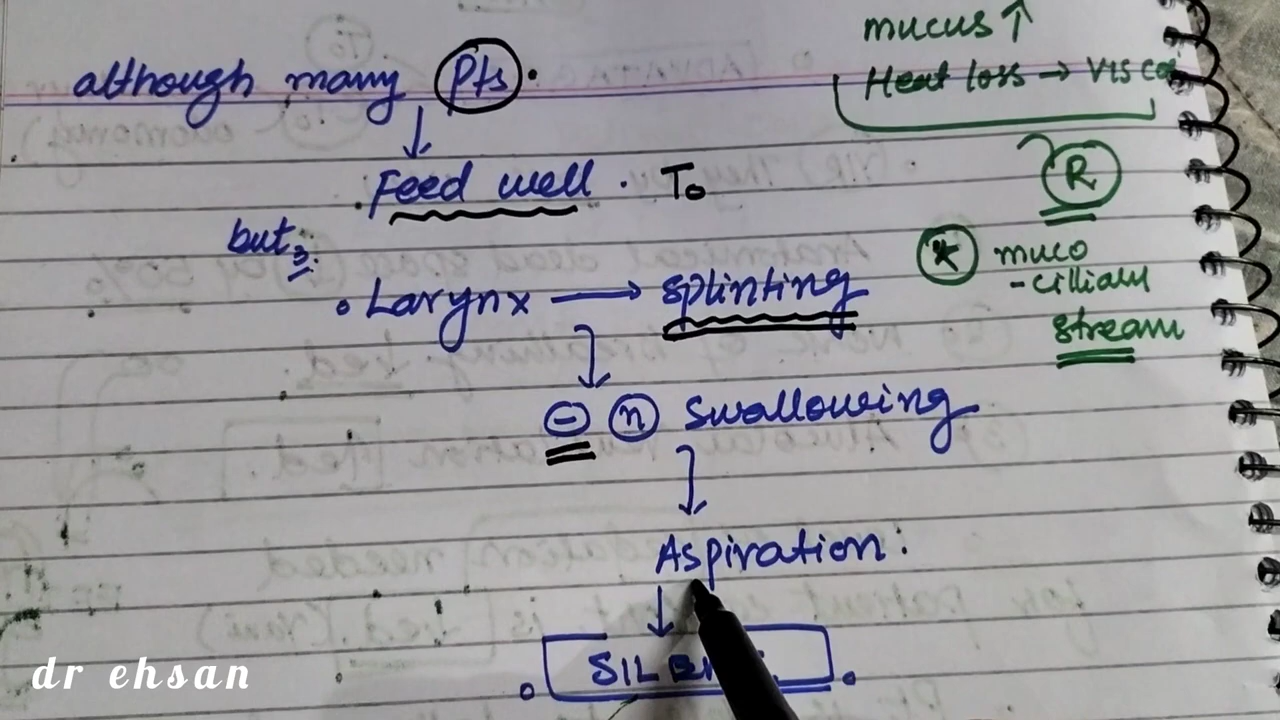 mucus ↑
although many Pts.
Heat loss → Visco
↓
Feed well. To
R
but,
* muco
-cilliary
stream
Larynx → splinting
↓
⊖ n swallowing
↓
Aspiration:
↓
dr ehsan